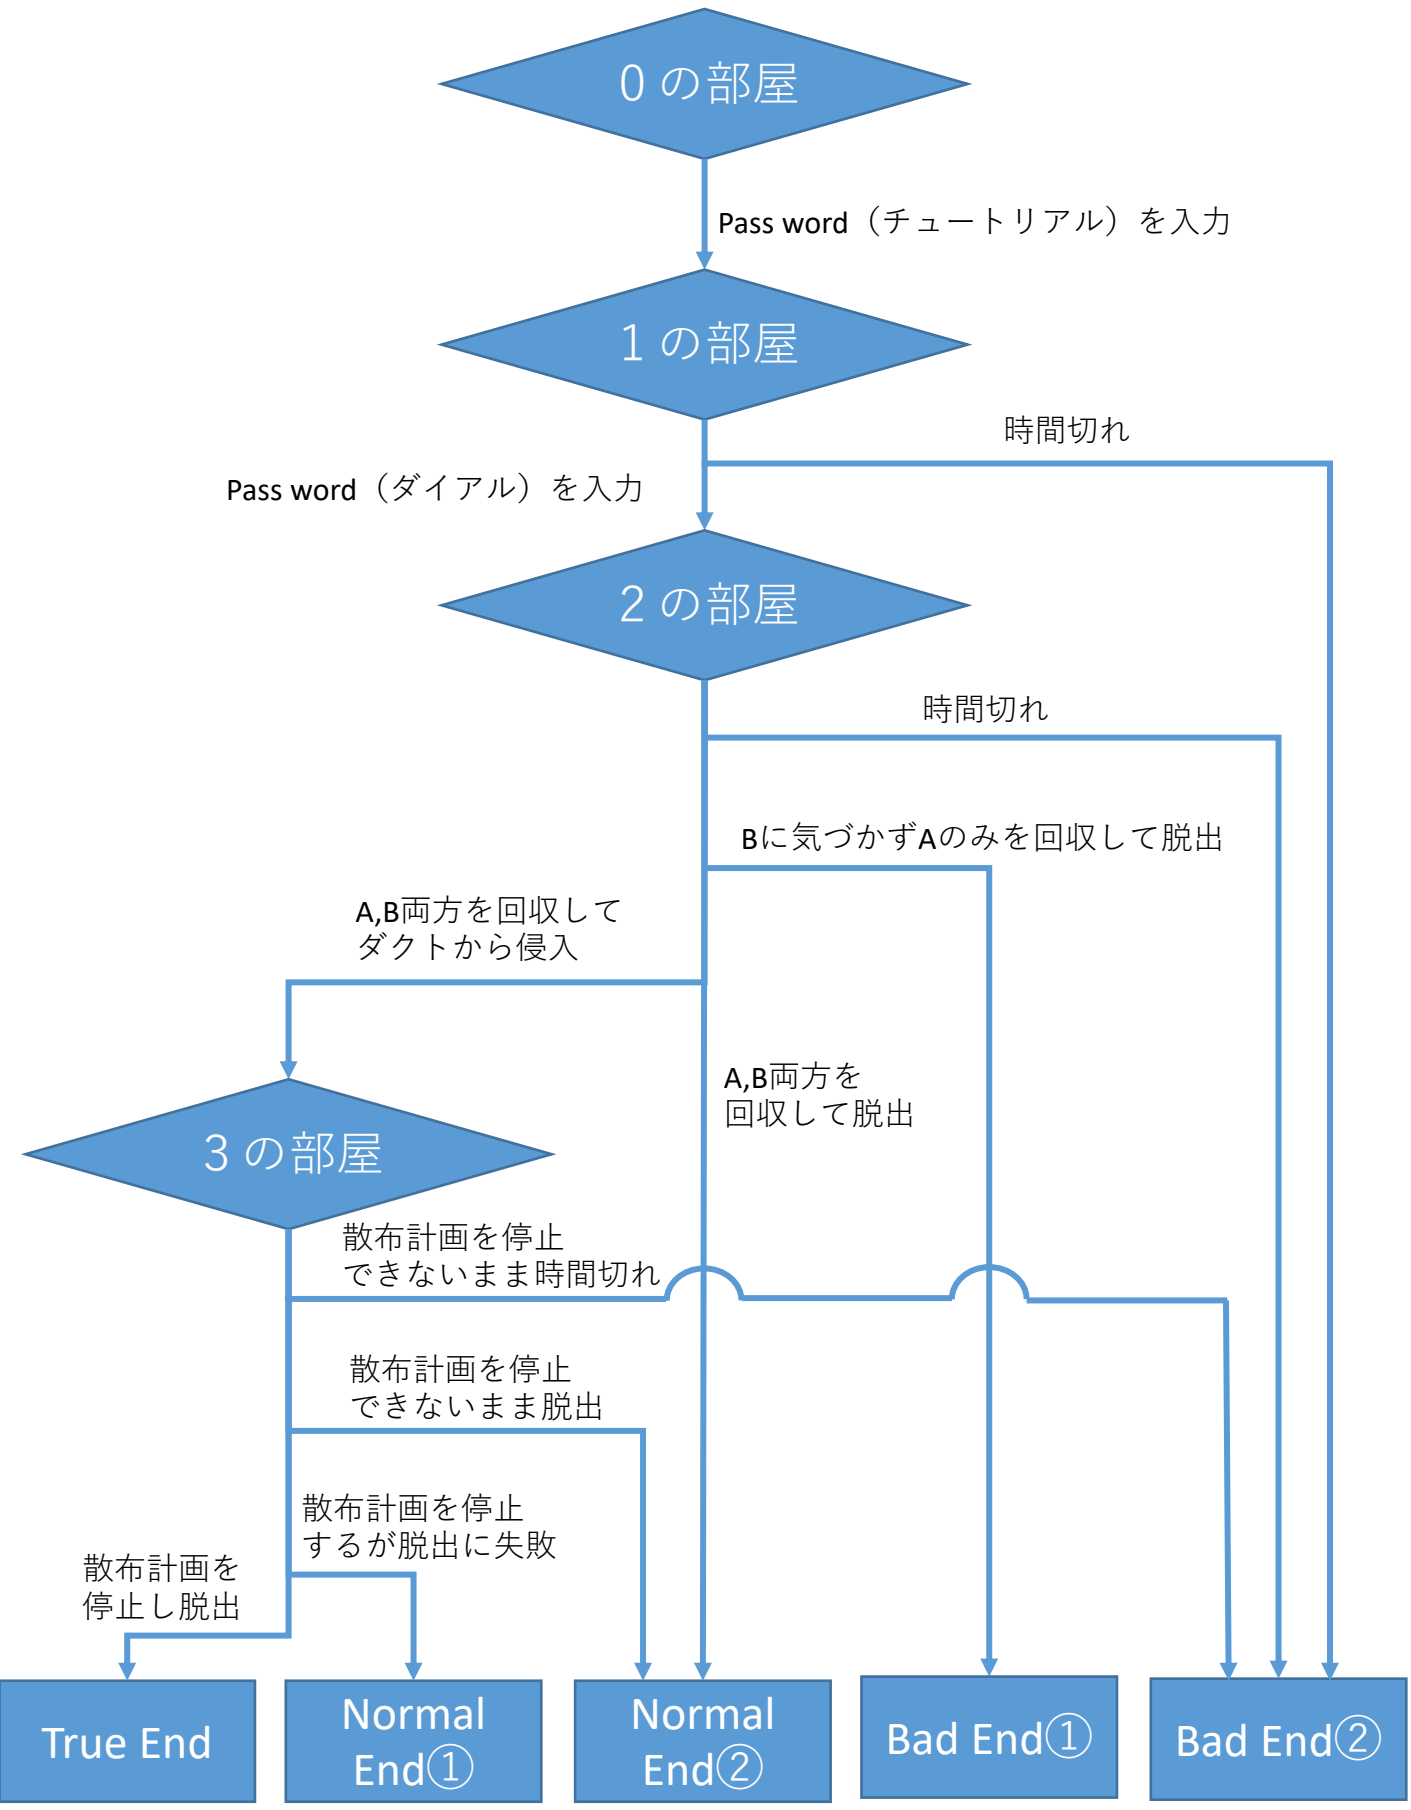 0の部屋
Pass word（チュートリアル）を入力
1の部屋
時間切れ
Pass word（ダイアル）を入力
2の部屋
時間切れ
Bに気づかずAのみを回収して脱出
A,B両方を回収して
ダクトから侵入
A,B両方を
回収して脱出
3の部屋
散布計画を停止
できないまま時間切れ
散布計画を停止
できないまま脱出
散布計画を停止
するが脱出に失敗
散布計画を
停止し脱出
True End
Normal
End①
Normal
End②
Bad End①
Bad End②